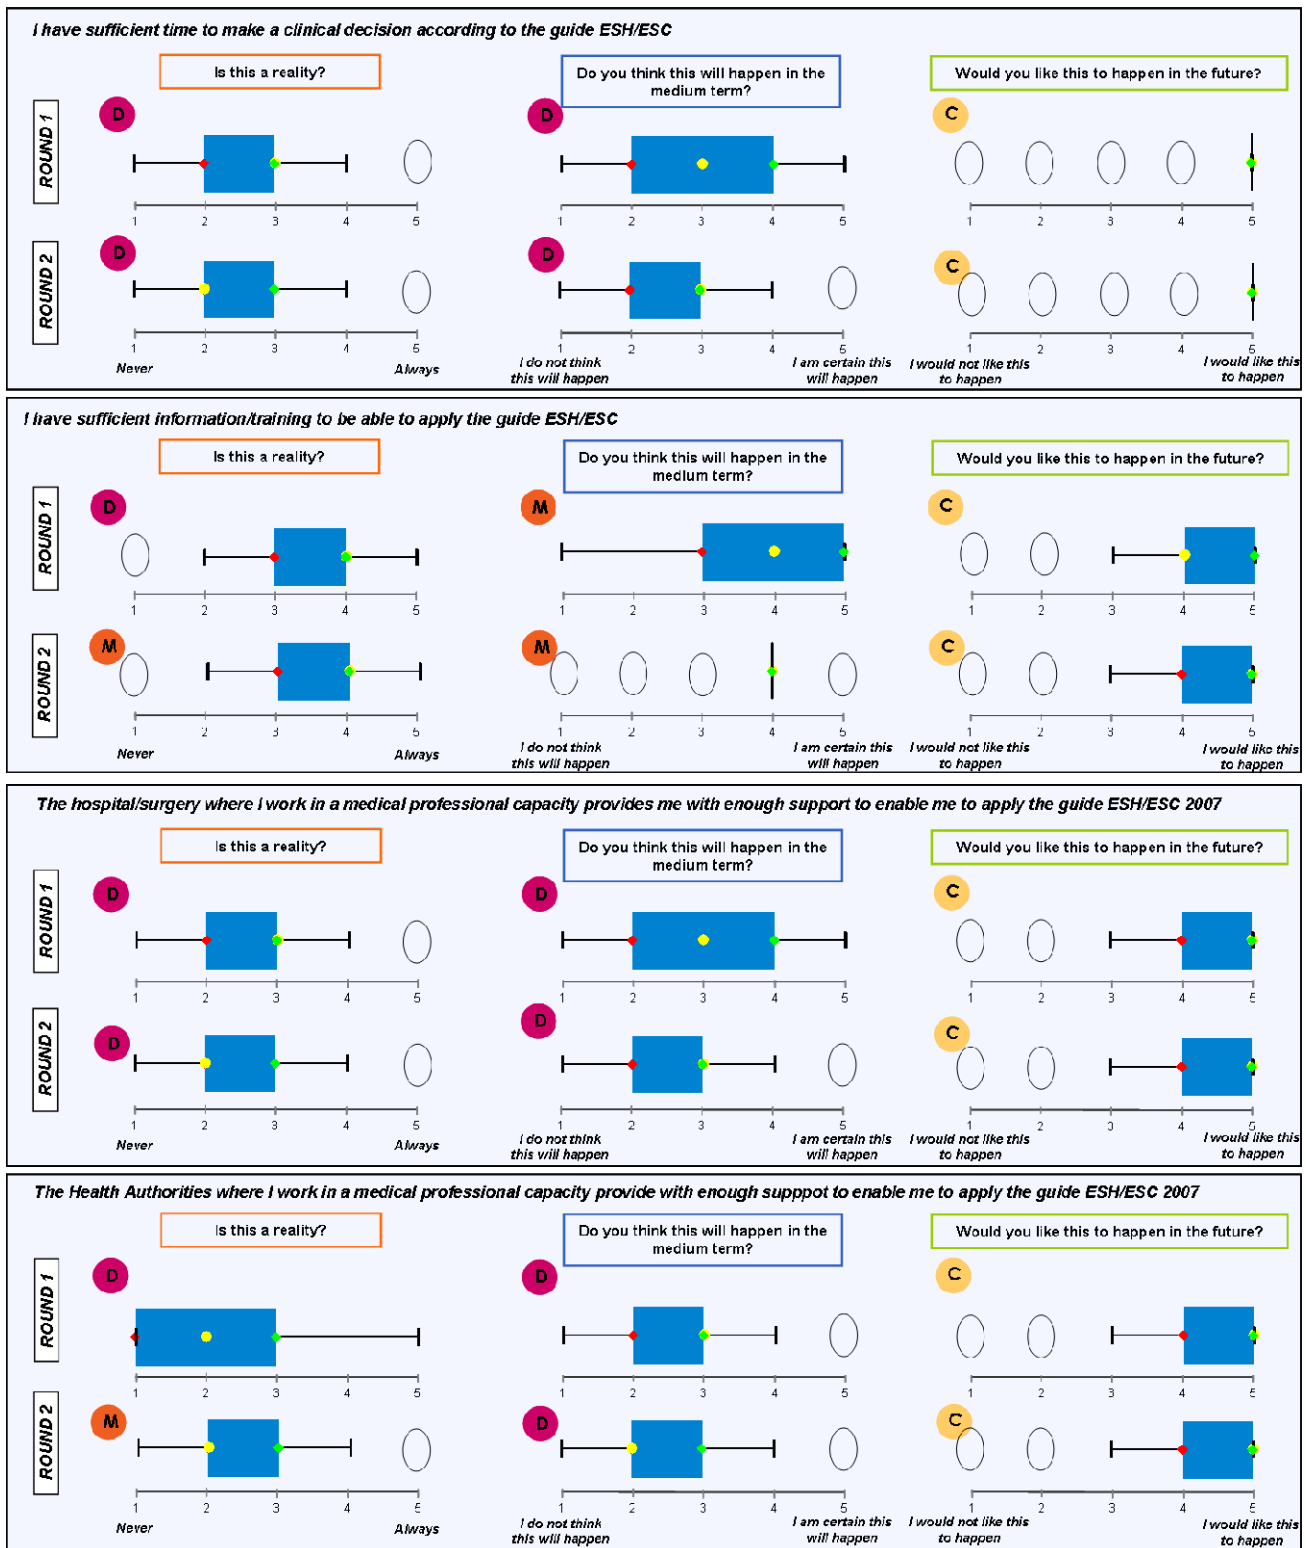 I have sufficient time to make a clinical decision according to the guide ESH/ESC
Is this a reality?
Do you think this will happen in the
medium term?
Would you like this to happen in the future?
ROUND 1
D
D
C
1 2 3 4 5
1 2 3 4 5
1 2 3 4 5
ROUND 2
D
D
C
1 2 3 4 5
1 2 3 4 5
1 2 3 4 5
Never
Always
I do not think
this will happen
I am certain this
will happen
I would not like this
to happen
I would like this
to happen
I have sufficient information/training to be able to apply the guide ESH/ESC
Is this a reality?
Do you think this will happen in the
medium term?
Would you like this to happen in the future?
ROUND 1
D
M
C
1 2 3 4 5
1 2 3 4 5
1 2 3 4 5
ROUND 2
M
M
C
1 2 3 4 5
1 2 3 4 5
1 2 3 4 5
Never
Always
I do not think
this will happen
I am certain this
will happen
I would not like this
to happen
I would like this
to happen
The hospital/surgery where I work in a medical professional capacity provides me with enough support to enable me to apply the guide ESH/ESC 2007
Is this a reality?
Do you think this will happen in the
medium term?
Would you like this to happen in the future?
ROUND 1
D
D
C
1 2 3 4 5
1 2 3 4 5
1 2 3 4 5
ROUND 2
D
D
C
1 2 3 4 5
1 2 3 4 5
1 2 3 4 5
Never
Always
I do not think
this will happen
I am certain this
will happen
I would not like this
to happen
I would like this
to happen
The Health Authorities where I work in a medical professional capacity provide with enough supppot to enable me to apply the guide ESH/ESC 2007
Is this a reality?
Do you think this will happen in the
medium term?
Would you like this to happen in the future?
ROUND 1
D
D
C
1 2 3 4 5
1 2 3 4 5
1 2 3 4 5
ROUND 2
M
D
C
1 2 3 4 5
1 2 3 4 5
1 2 3 4 5
Never
Always
I do not think
this will happen
I am certain this
will happen
I would not like this
to happen
I would like this
to happen